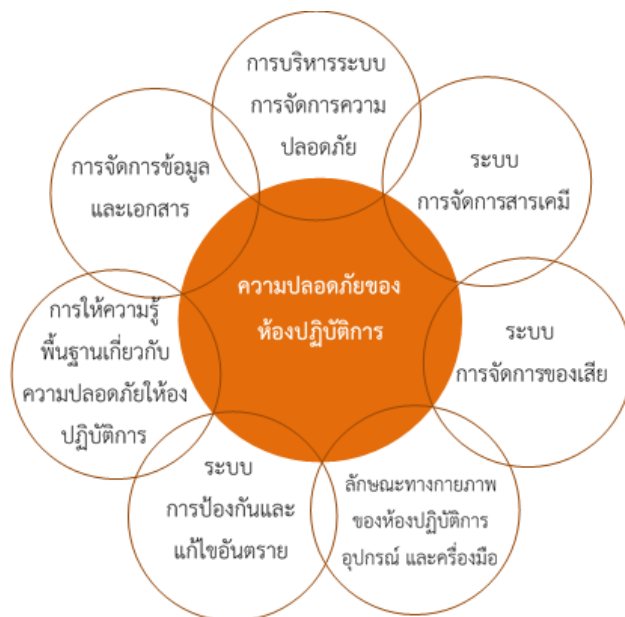 การบริหารระบบ
การจัดการความ
ปลอดภัย
ระบบ
การจัดการสารเคมี
ระบบ
การจัดการของเสีย
ลักษณะทางกายภาพ
ของห้องปฏิบัติการ
อุปกรณ์ และครื่องมือ
ระบบ
การป้องกันและ
แก้ไขอันตราย
การให้ความรู้
พื้นฐานเกี่ยวกับ
ความปลอดภัยให้อง
ปฏิบัติการ
การจัดการข้อมูล
และเอกสาร
ความปลอดภัยของ
ห้องปฏิบัติการ